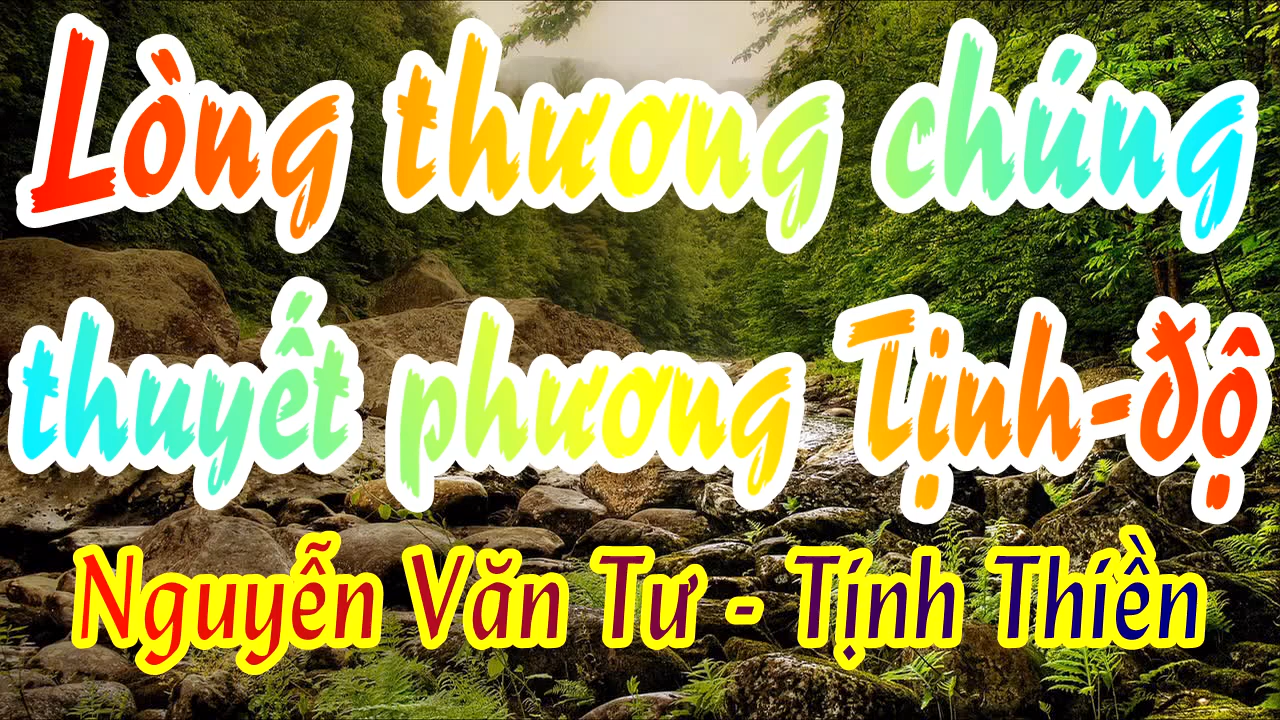 Lòng thương chúng
thuyết phương Tịnh-độ
Nguyễn Văn Tư - Tịnh Thiền